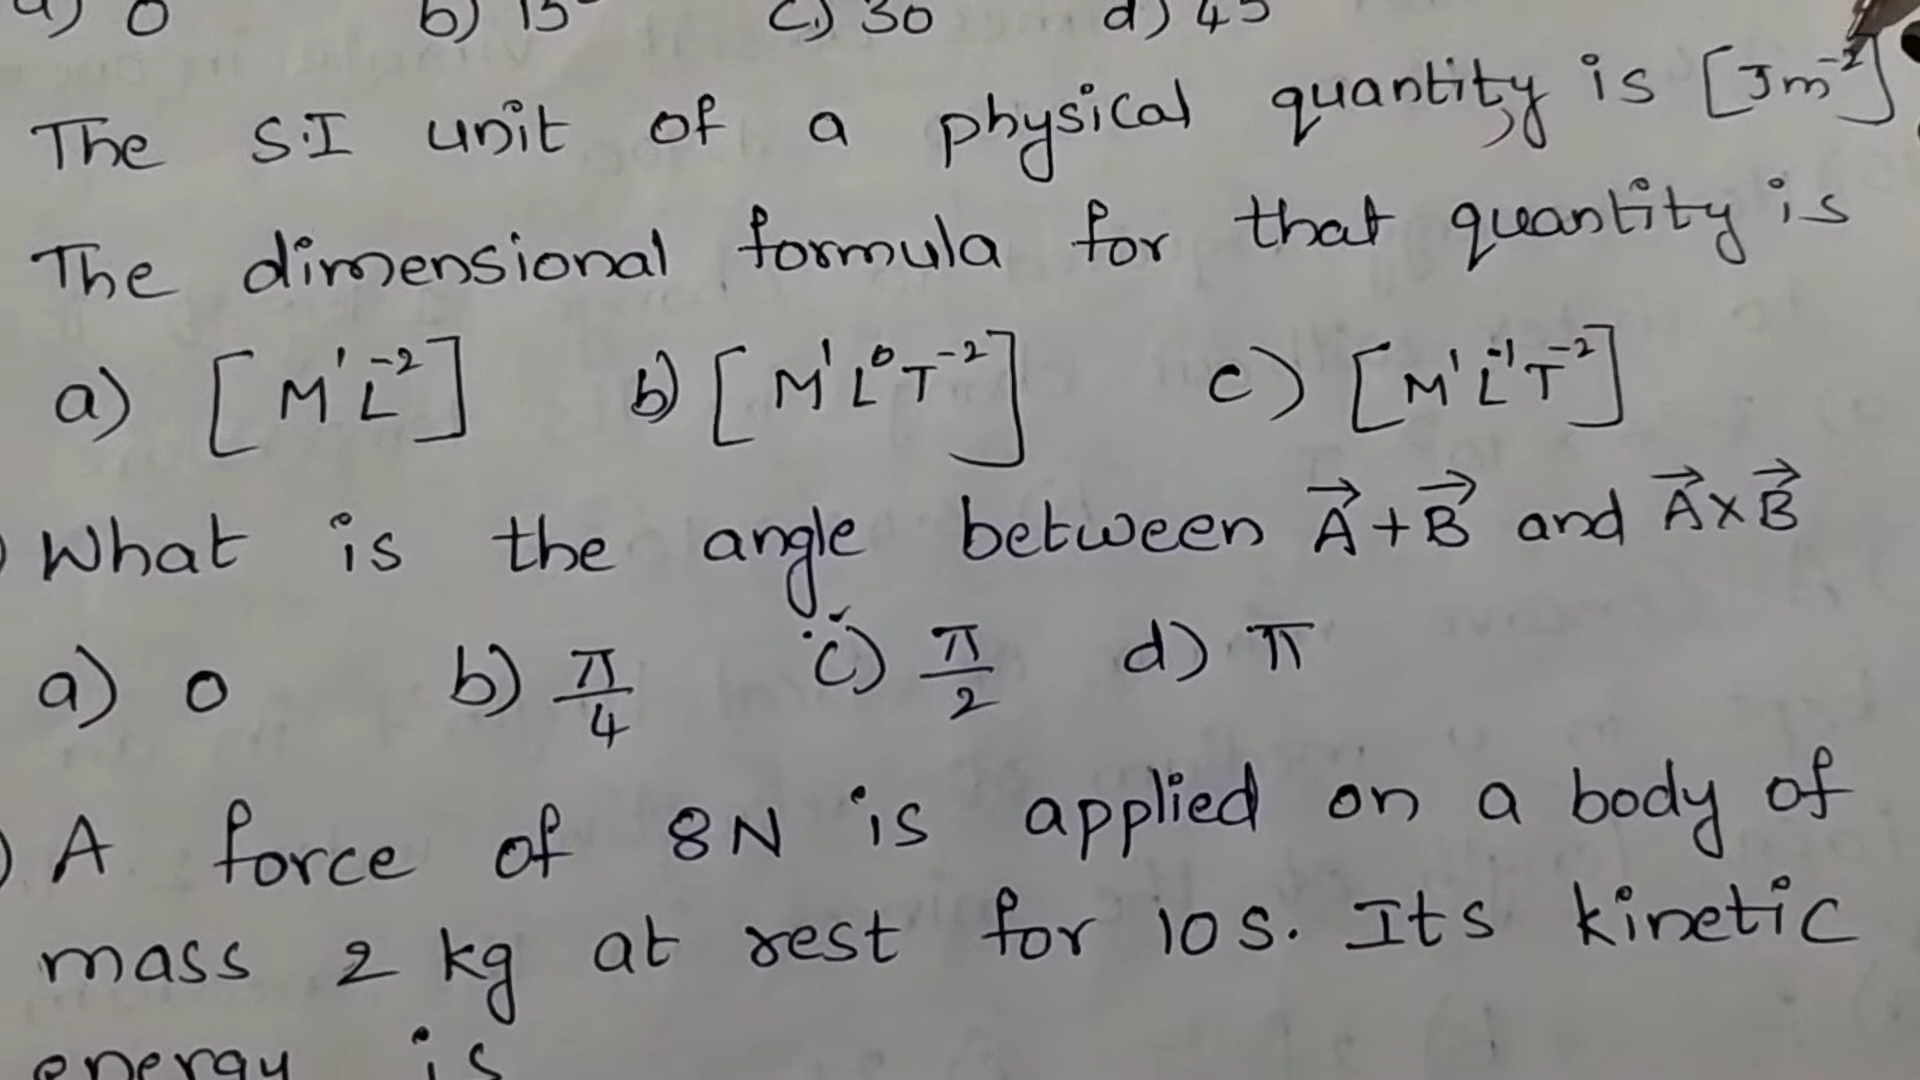 a) 0 b) 15 c) 30 d) 45
The S.I unit of a physical quantity is [Jm⁻²]
The dimensional formula for that quantity is
a) [M¹L⁻²] b) [M¹L⁰T⁻²] c) [M¹L⁻¹T⁻²]
What is the angle between A⃗+B⃗ and A⃗×B⃗
a) 0 b) π/4 c) π/2 d) π
A force of 8N is applied on a body of
mass 2 kg at rest for 10 s. Its kinetic
energy is